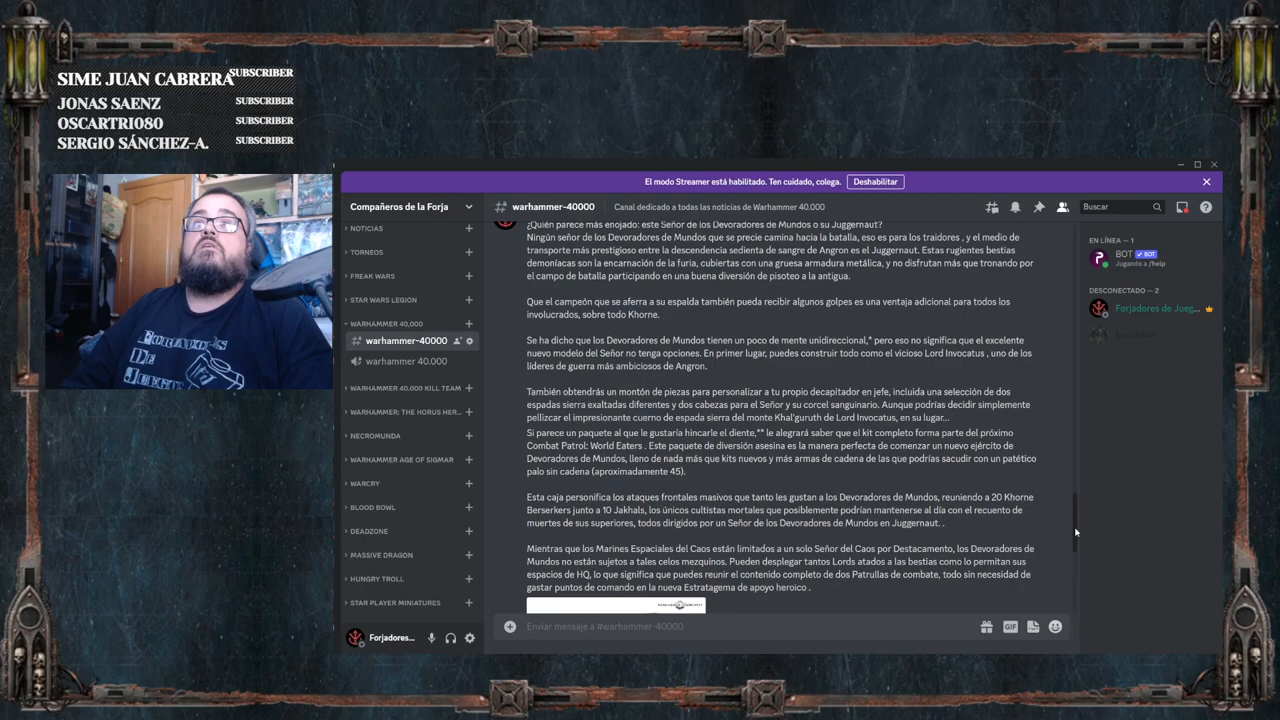 SIME JUAN CABRERA SUBSCRIBER
JONAS SAENZ SUBSCRIBER
OSCARTRI080 SUBSCRIBER
SERGIO SÁNCHEZ-A. SUBSCRIBER
El modo Streamer está habilitado. Ten cuidado, colega. Deshabilitar
Compañeros de la Forja
warhammer-40000
Canal dedicado a todas las noticias de Warhammer 40.000
Buscar
NOTICIAS
TORNEOS
FREAK WARS
STAR WARS LEGION
WARHAMMER 40,000
warhammer-40000
warhammer 40.000
WARHAMMER 40.000 KILL TEAM
WARHAMMER: THE HORUS HER...
NECROMUNDA
WARHAMMER AGE OF SIGMAR
WARCRY
BLOOD BOWL
DEADZONE
MASSIVE DRAGON
HUNGRY TROLL
STAR PLAYER MINIATURES
Forjadores...
¿Quién parece más enojado: este Señor de los Devoradores de Mundos o su Juggernaut?
Ningún señor de los Devoradores de Mundos que se precie camina hacia la batalla, eso es para los traidores , y el medio de
transporte más prestigioso entre la descendencia sedienta de sangre de Angron es el Juggernaut. Estas rugientes bestias
demoníacas son la encarnación de la furia, cubiertas con una gruesa armadura metálica, y no disfrutan más que tronando por
el campo de batalla participando en una buena diversión de pisoteo a la antigua.
Que el campeón que se aferra a su espalda también pueda recibir algunos golpes es una ventaja adicional para todos los
involucrados, sobre todo Khorne.
Se ha dicho que los Devoradores de Mundos tienen un poco de mente unidireccional,* pero eso no significa que el excelente
nuevo modelo del Señor no tenga opciones. En primer lugar, puedes construir todo como el vicioso Lord Invocatus , uno de los
líderes de guerra más ambiciosos de Angron.
También obtendrás un montón de piezas para personalizar a tu propio decapitador en jefe, incluida una selección de dos
espadas sierra exaltadas diferentes y dos cabezas para el Señor y su corcel sanguinario. Aunque podrías decidir simplemente
pellizcar el impresionante cuerno de espada sierra del monte Khal'guruth de Lord Invocatus, en su lugar...
Si parece un paquete al que le gustaría hincarle el diente,** le alegrará saber que el kit completo forma parte del próximo
Combat Patrol: World Eaters . Este paquete de diversión asesina es la manera perfecta de comenzar un nuevo ejército de
Devoradores de Mundos, lleno de nada más que kits nuevos y más armas de cadena de las que podrías sacudir con un patético
palo sin cadena (aproximadamente 45).
Esta caja personifica los ataques frontales masivos que tanto les gustan a los Devoradores de Mundos, reuniendo a 20 Khorne
Berserkers junto a 10 Jakhals, los únicos cultistas mortales que posiblemente podrían mantenerse al día con el recuento de
muertes de sus superiores, todos dirigidos por un Señor de los Devoradores de Mundos en Juggernaut. .
Mientras que los Marines Espaciales del Caos están limitados a un solo Señor del Caos por Destacamento, los Devoradores de
Mundos no están sujetos a tales celos mezquinos. Pueden desplegar tantos Lords atados a las bestias como lo permitan sus
espacios de HQ, lo que significa que puedes reunir el contenido completo de dos Patrullas de combate, todo sin necesidad de
gastar puntos de comando en la nueva Estratagema de apoyo heroico .
Enviar mensaje a #warhammer-40000
GIF
EN LÍNEA — 1
BOT BOT
Jugando a /help
DESCONECTADO — 2
Forjadores de Jueg...